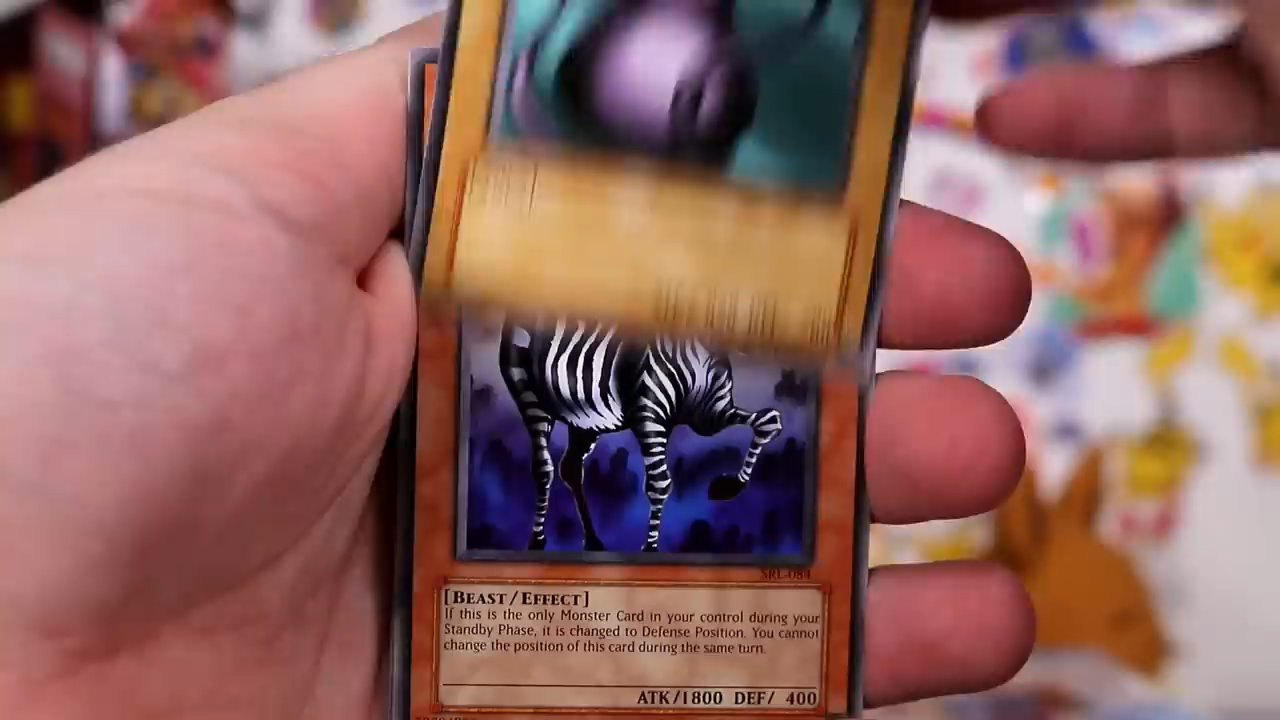 SRL-084
[BEAST/EFFECT]
If this is the only Monster Card in your control during your
Standby Phase, it is changed to Defense Position. You cannot
change the position of this card during the same turn.
ATK/1800 DEF/ 400